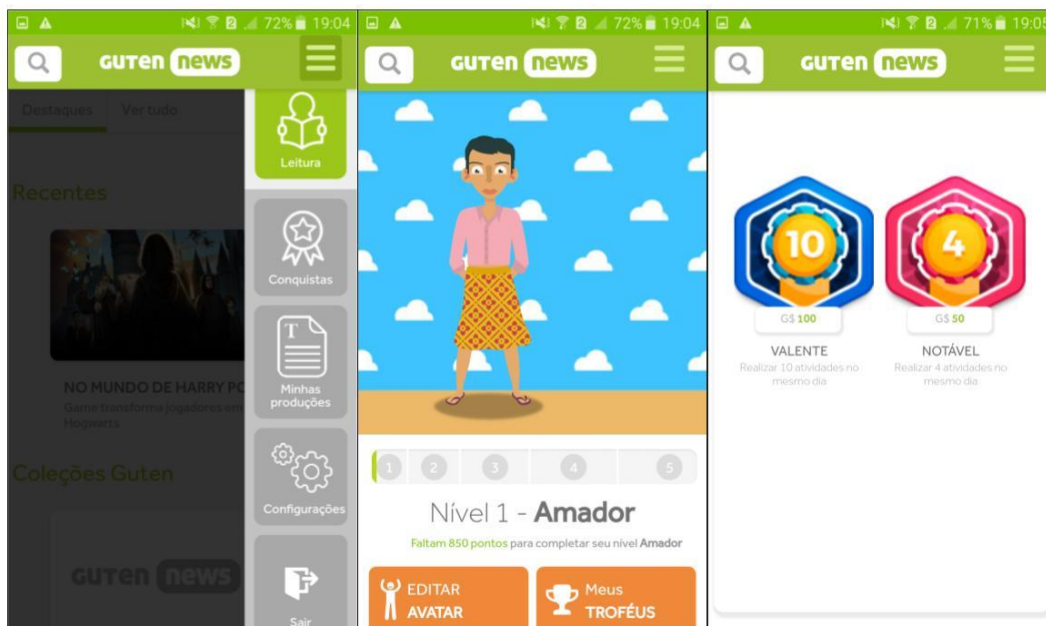 72% 19:04
GUTEN news
Destaques Ver tudo
Recentes
NO MUNDO DE HARRY PO
Game transforma jogadores em
Hogwarts
Coleções Guten
GUTEN news
Leitura
Conquistas
T
Minhas
produções
Configurações
Sair
72% 19:04
GUTEN news
1 2 3 4 5
Nível 1 - Amador
Faltam 850 pontos para completar seu nível Amador
EDITAR
AVATAR
Meus
TROFÉUS
71% 19:05
GUTEN news
10
G$ 100
VALENTE
Realizar 10 atividades no
mesmo dia
4
G$ 50
NOTÁVEL
Realizar 4 atividades no
mesmo dia